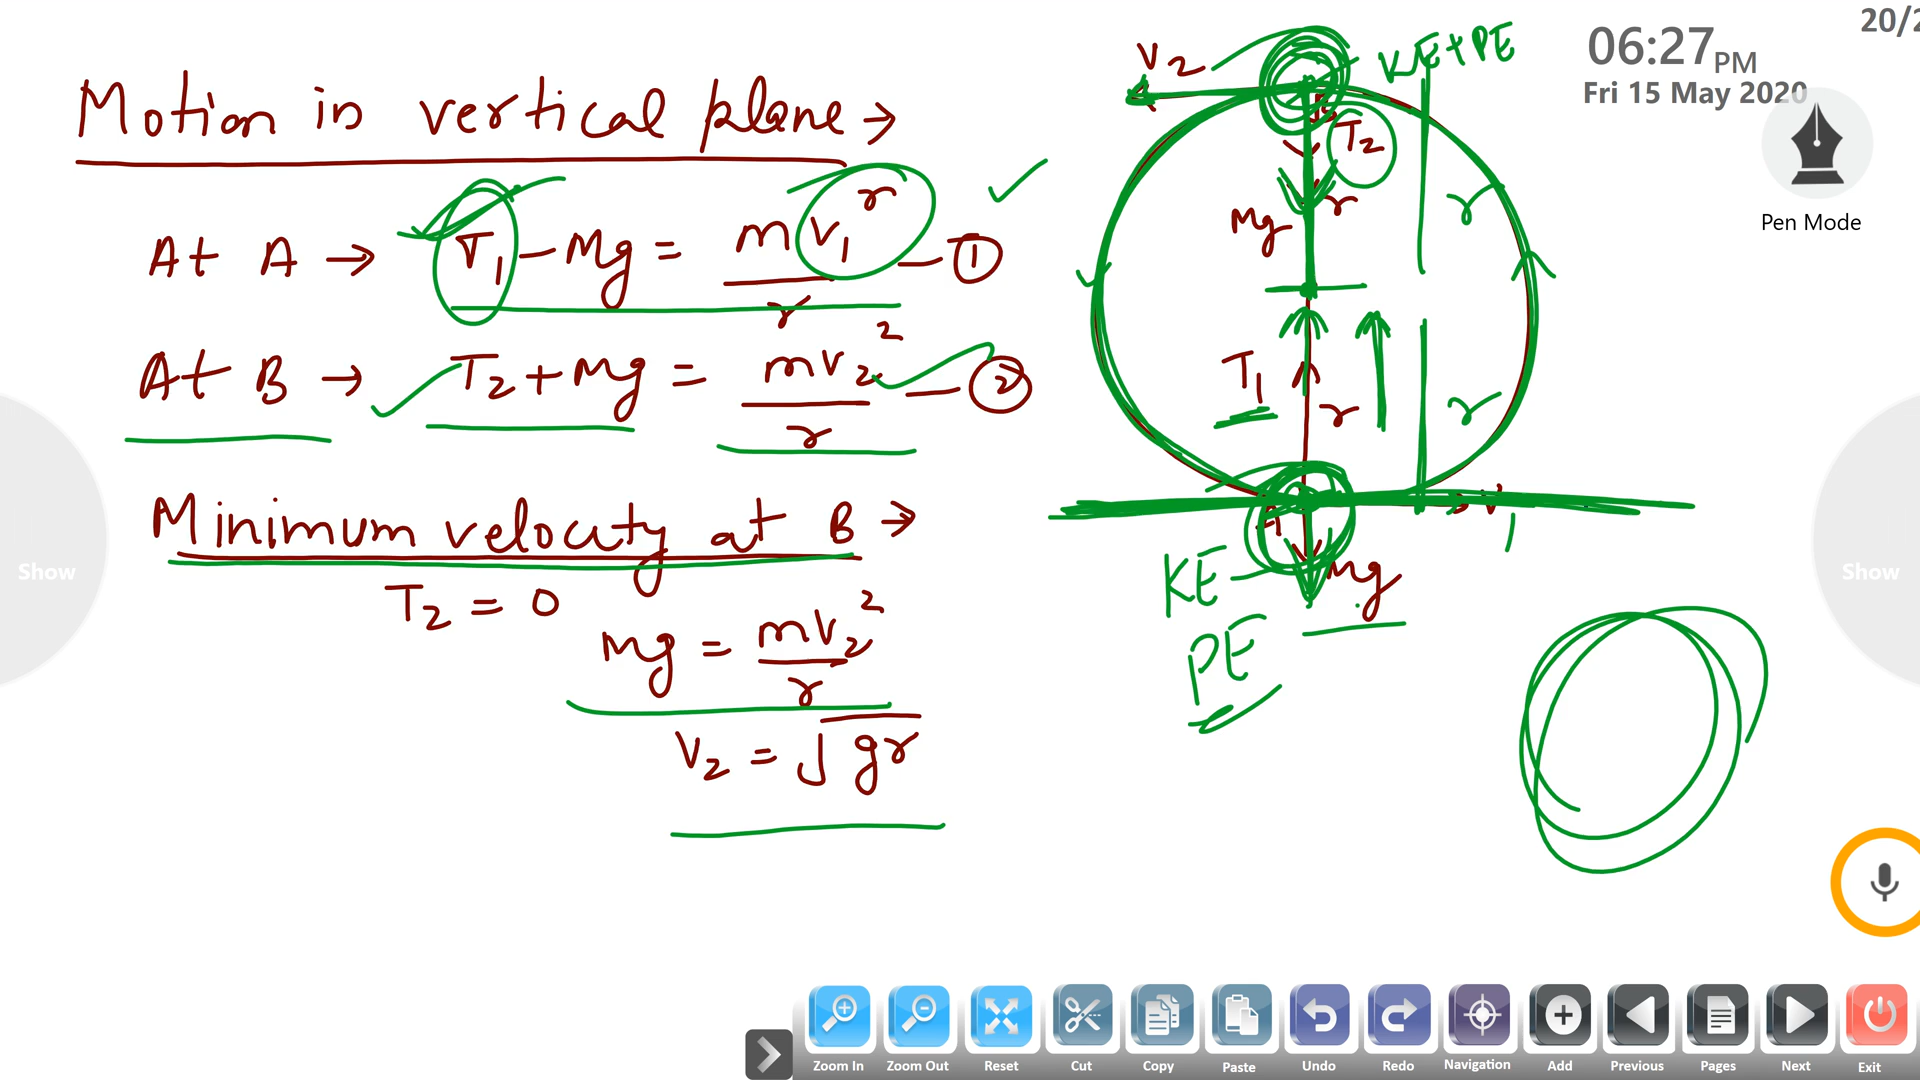 Motion in vertical plane →
At A → T₁ - Mg = mv₁² / r — ①
At B → T₂ + Mg = mv₂² / r — ②
Minimum velocity at B →
T₂ = 0
Mg = mv₂² / r
V₂ = √gr
V₂
KE + PE
B
T₂
Mg
r
r
T₁
r
r
A
V₁
KE
Mg
PE
20/2
06:27 PM
Fri 15 May 2020
Pen Mode
Show
Show
Zoom In Zoom Out Reset Cut Copy Paste Undo Redo Navigation Add Previous Pages Next Exit